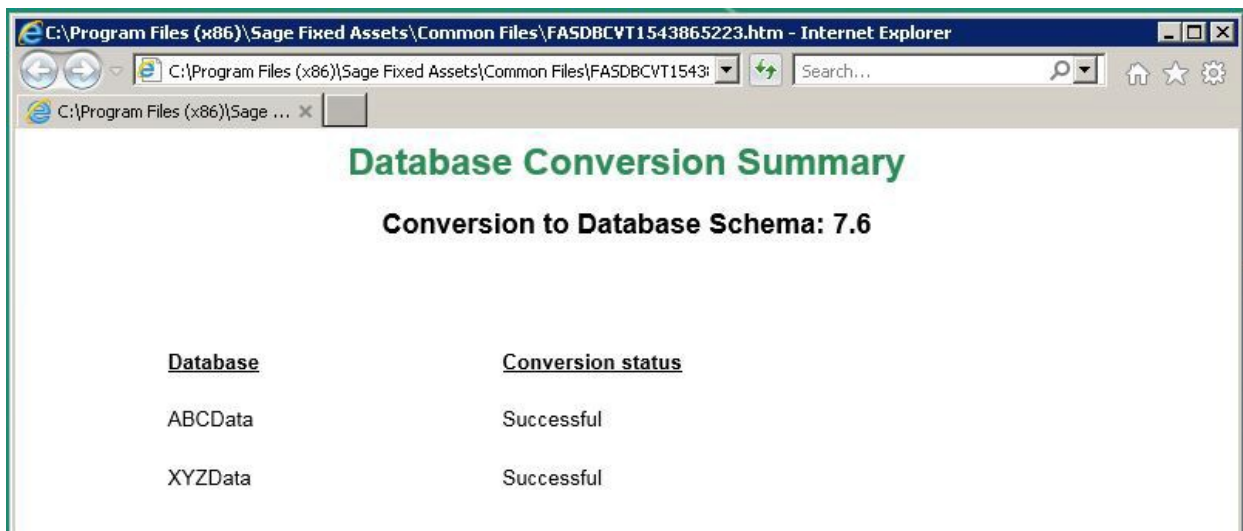 C:\Program Files (x86)\Sage Fixed Assets\Common Files\FASDBCVT1543865223.htm - Internet Explorer
C:\Program Files (x86)\Sage Fixed Assets\Common Files\FASDBCVT1543 Search...
C:\Program Files (x86)\Sage ...
Database Conversion Summary
Conversion to Database Schema: 7.6
Database Conversion status
ABCData Successful
XYZData Successful